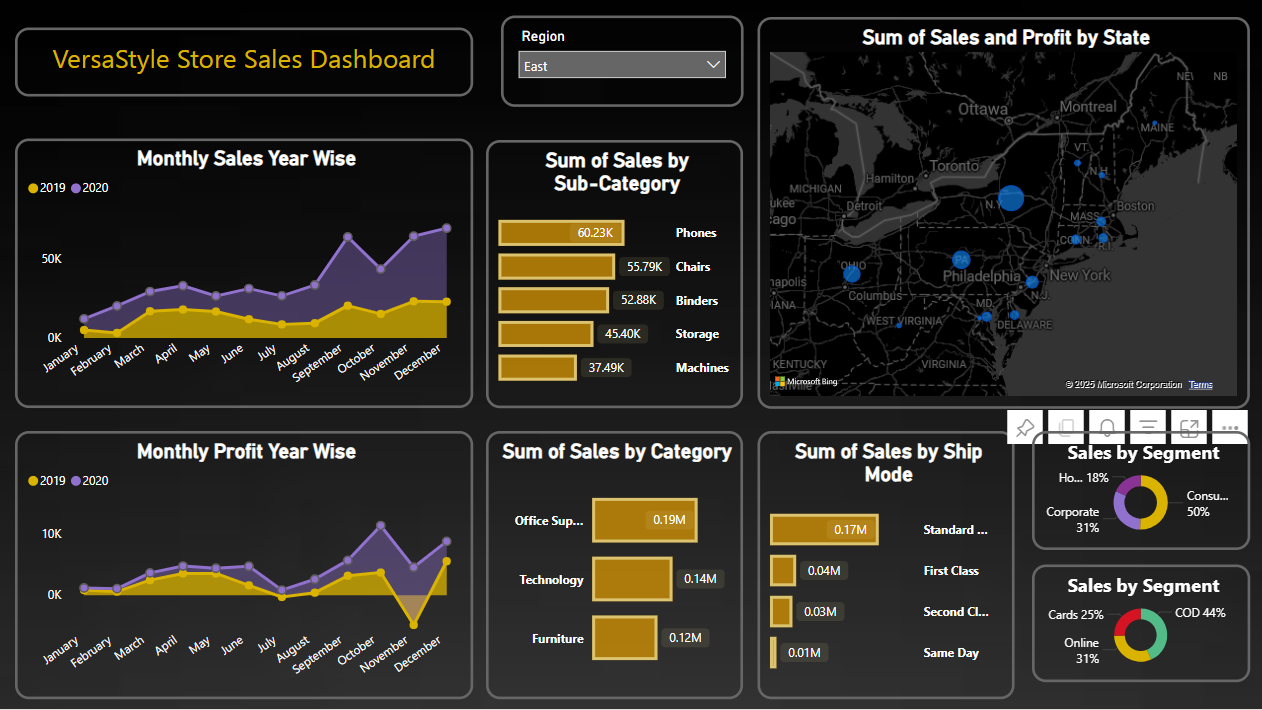 VersaStyle Store Sales Dashboard
Region
East
Sum of Sales and Profit by State
NE
NB
Ottawa
Montreal
MAINE
VT.
Toronto
N.H.
Hamilton
MICHIGAN
ukee
Detroit
N.Y.
Boston
MASS.
ago
CONN.
R.I.
OHIO
PA
Philadelphia
New York
napolis
Columbus
N.J.
IANA
MD.
WEST VIRGINIA
DELAWARE
KENTUCKY
VIRGINIA
Nashville
Microsoft Bing
© 2025 Microsoft Corporation Terms
Monthly Sales Year Wise
2019 2020
50K
0K
January
February
March
April
May
June
July
August
September
October
November
December
Sum of Sales by
Sub-Category
60.23K Phones
55.79K Chairs
52.88K Binders
45.40K Storage
37.49K Machines
Monthly Profit Year Wise
2019 2020
10K
0K
January
February
March
April
May
June
July
August
September
October
November
December
Sum of Sales by Category
Office Sup... 0.19M
Technology 0.14M
Furniture 0.12M
Sum of Sales by Ship
Mode
0.17M Standard ...
0.04M First Class
0.03M Second Cl...
0.01M Same Day
Sales by Segment
Ho... 18%
Consu...
50%
Corporate
31%
Sales by Segment
Cards 25%
COD 44%
Online
31%